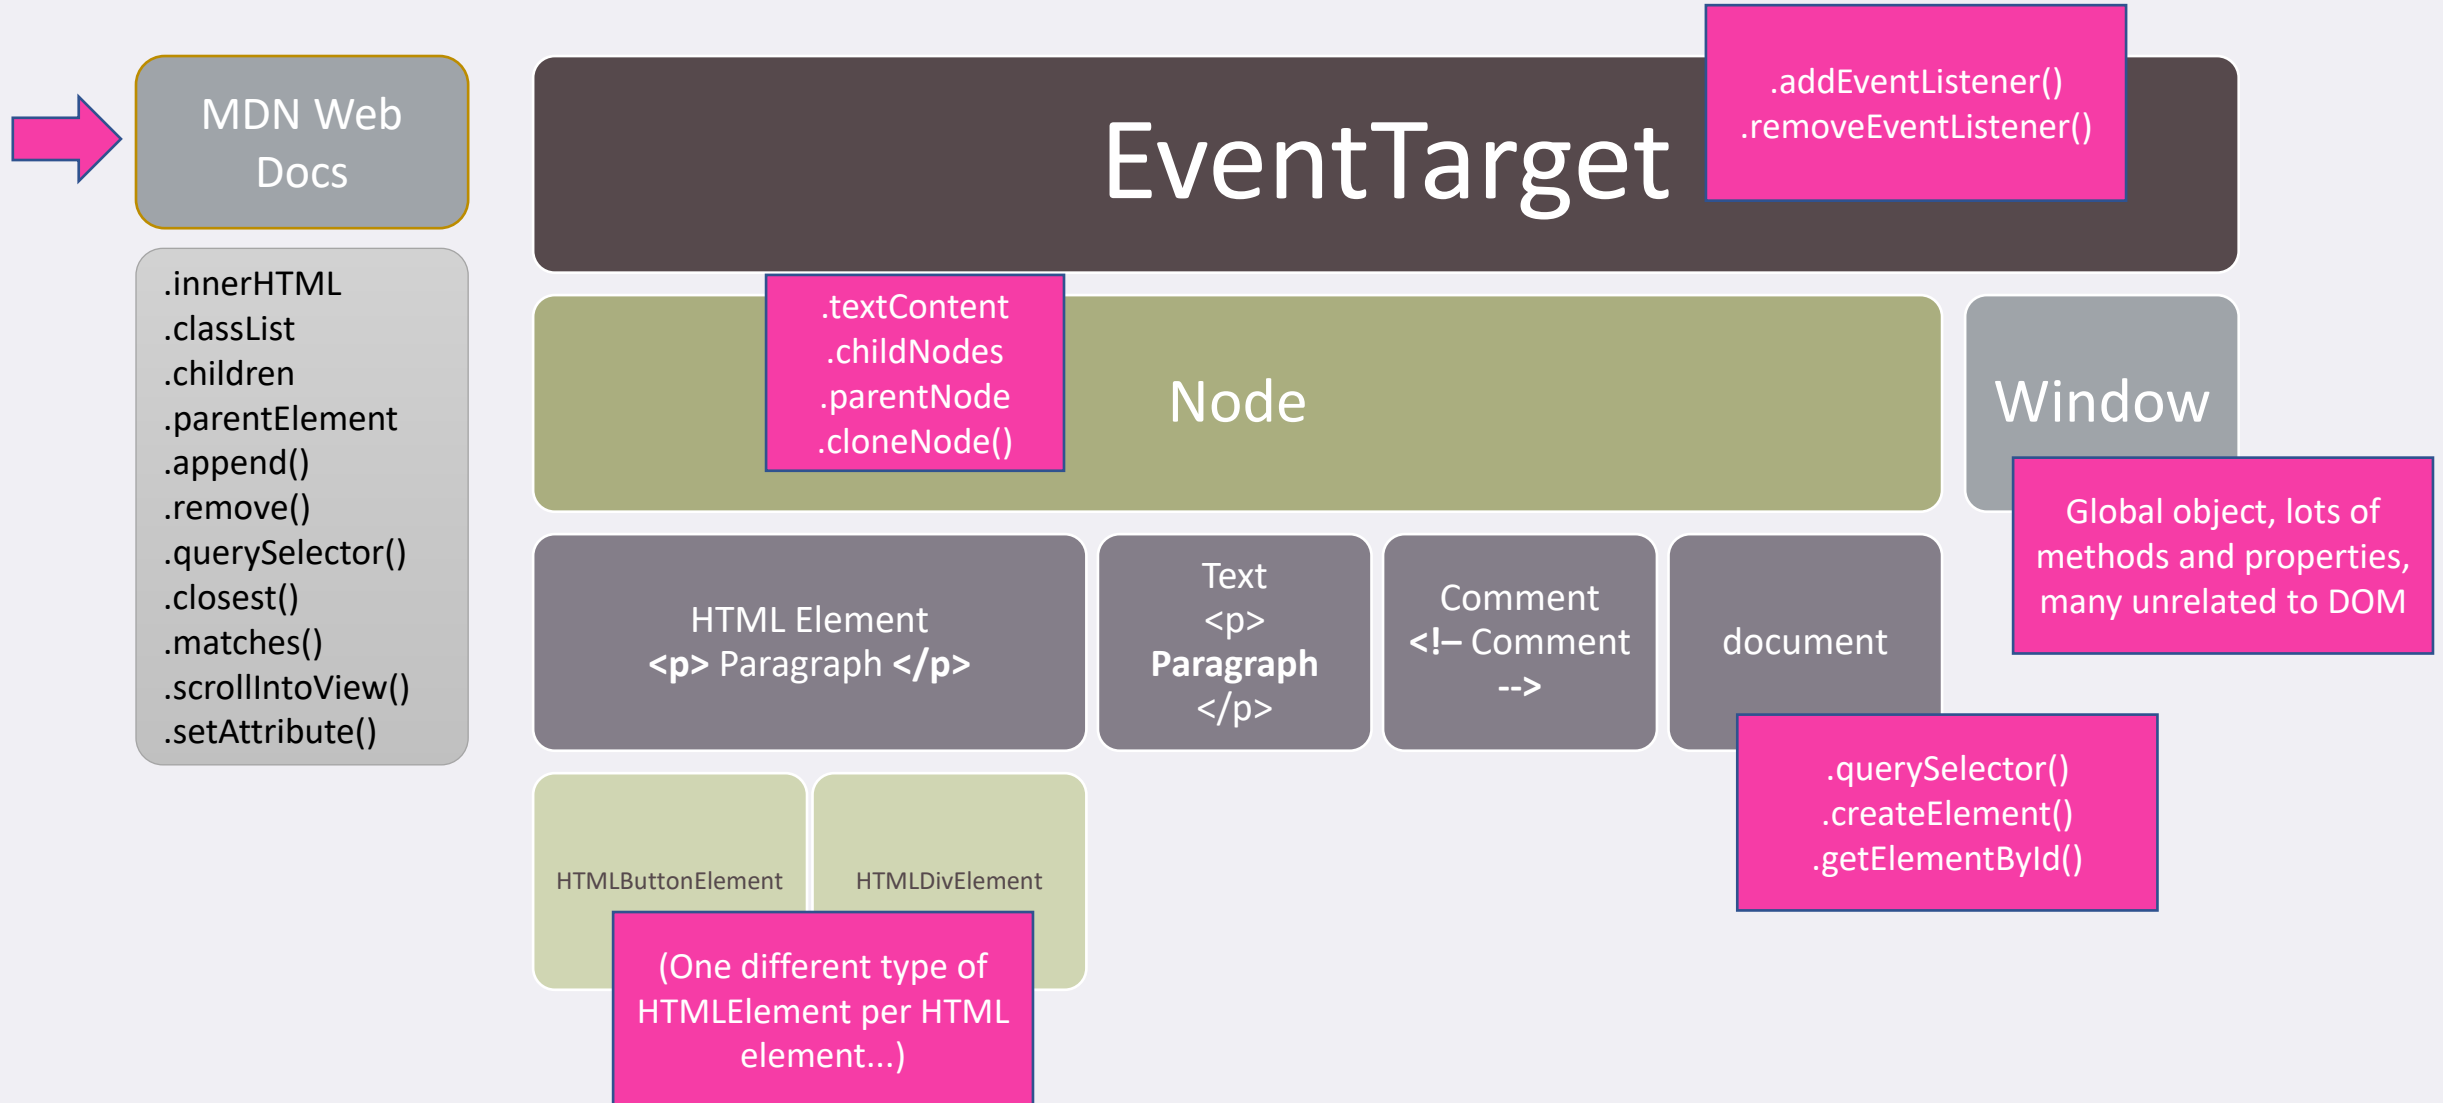 MDN Web
Docs
.innerHTML
.classList
.children
.parentElement
.append()
.remove()
.querySelector()
.closest()
.matches()
.scrollIntoView()
.setAttribute()
EventTarget
.addEventListener()
.removeEventListener()
.textContent
.childNodes
.parentNode
.cloneNode()
Node
Window
Global object, lots of
methods and properties,
many unrelated to DOM
HTML Element
<p> Paragraph </p>
Text
<p>
Paragraph
</p>
Comment
<!– Comment
-->
document
.querySelector()
.createElement()
.getElementById()
HTMLButtonElement
HTMLDivElement
(One different type of
HTMLElement per HTML
element...)